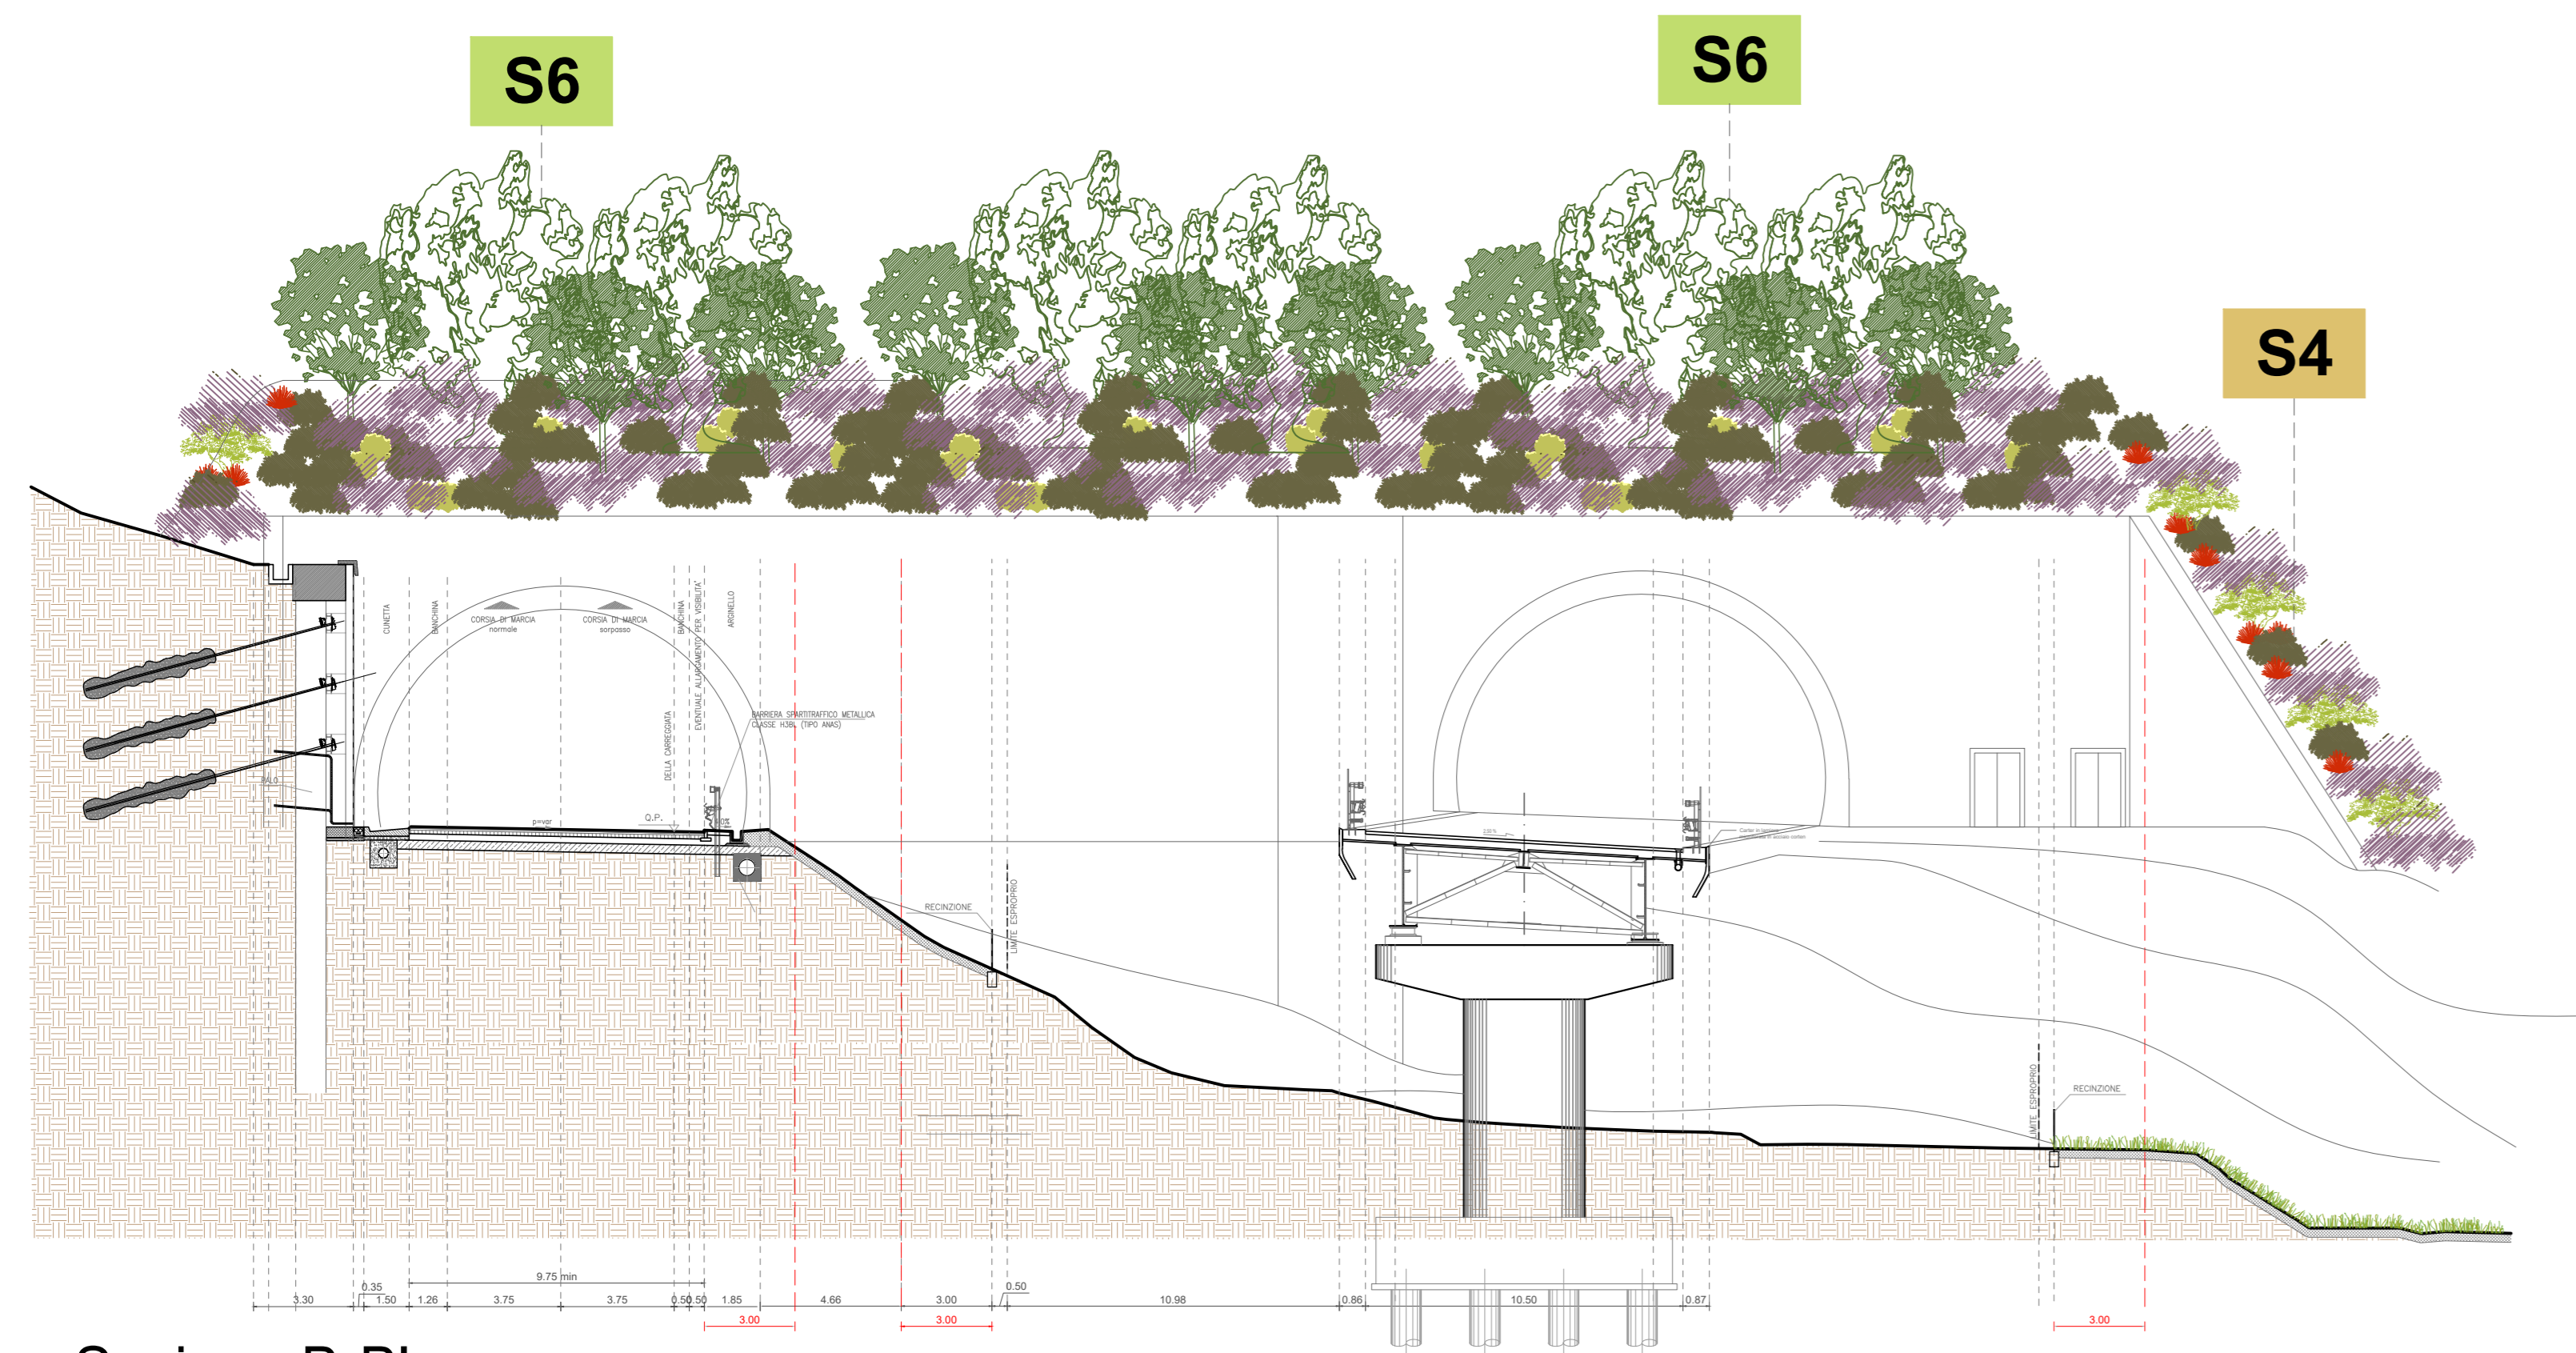 S6
S6
S4
CUNETTA
BANCHINA
CORSIA DI MARCIA
normale
CORSIA DI MARCIA
sorpasso
BANCHINA
EVENTUALE ALLARGAMENTO PER VISIBILITA'
ARGINELLO
DELLA CARREGGIATA
BARRIERA SPARTITRAFFICO METALLICA
CLASSE H3BL (TIPO ANAS)
PALO
p=var
Q.P.
2.50%
RECINZIONE
LIMITE ESPROPRIO
LIMITE ESPROPRIO
RECINZIONE
9.75 min
0.35
0.50
3.30
1.50
1.26
3.75
3.75
0.50
0.50
1.85
4.66
3.00
10.98
0.86
10.50
0.87
3.00
3.00
3.00